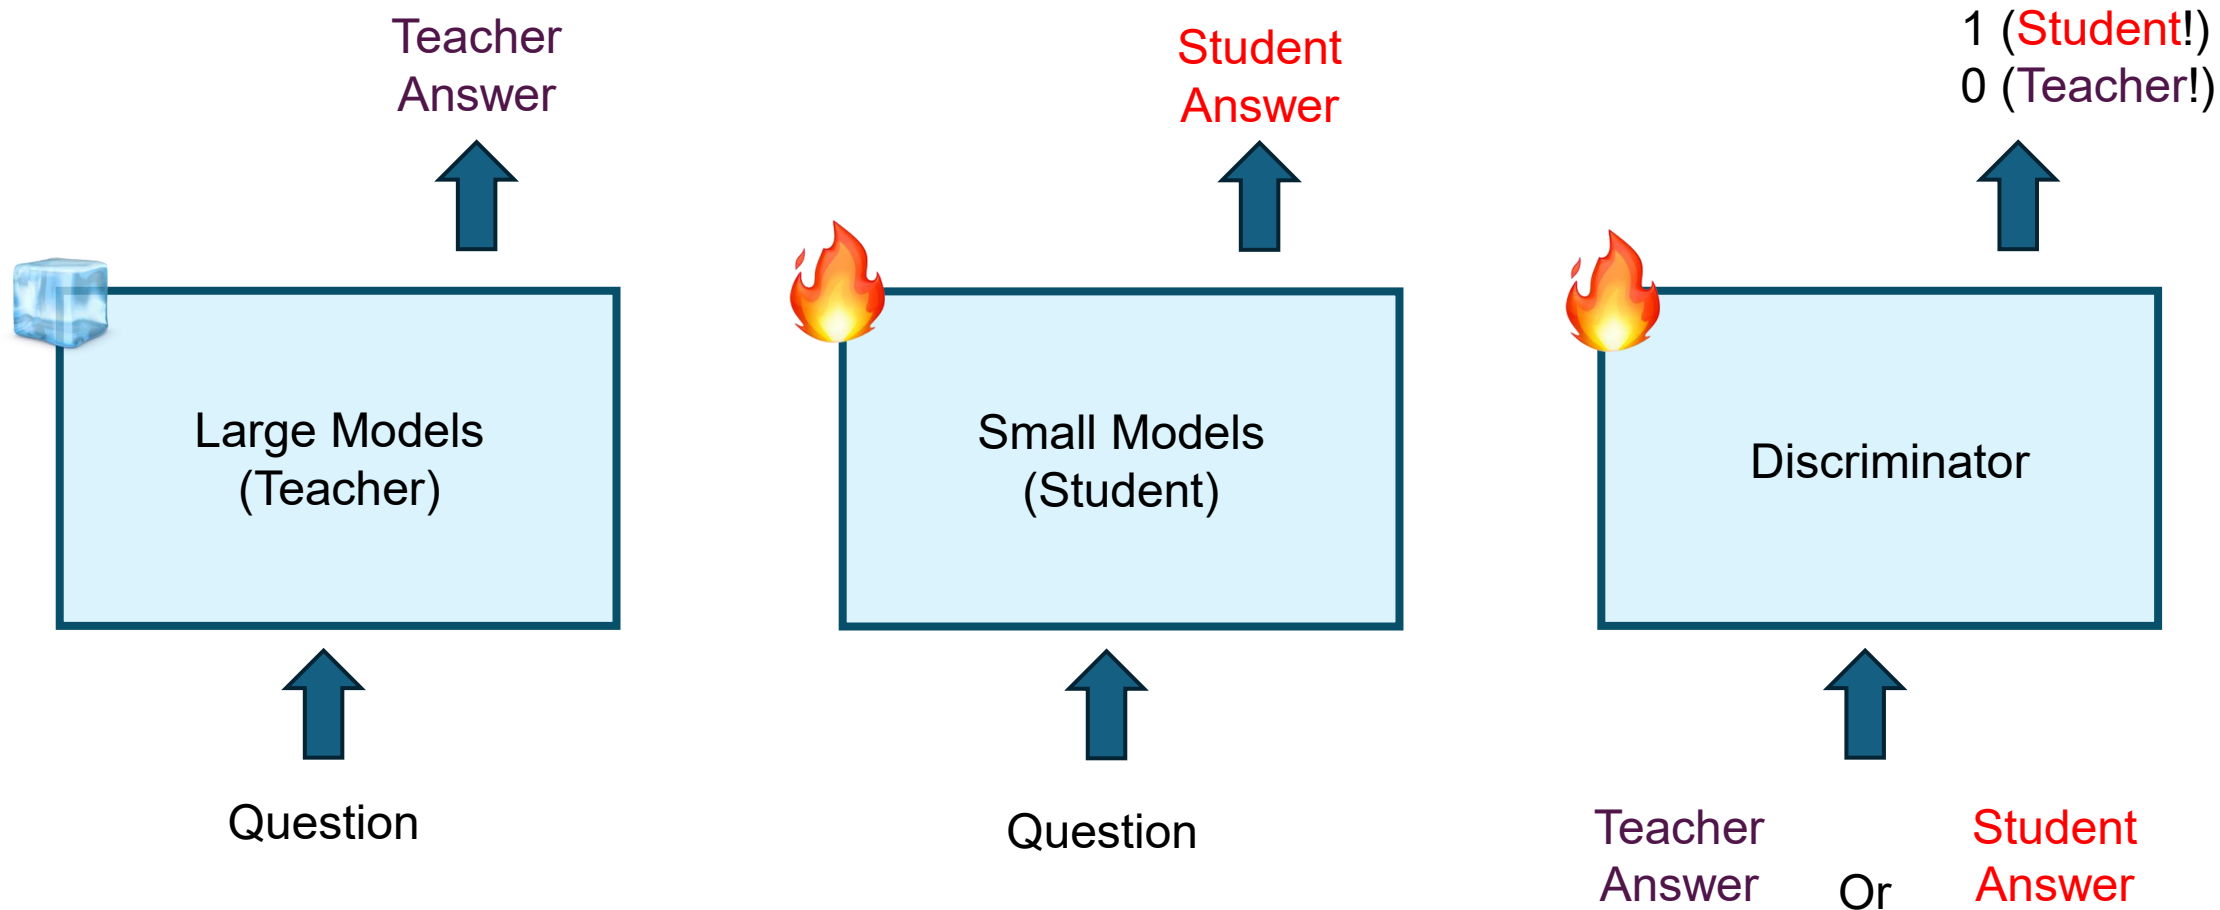 Teacher
Answer
Large Models
(Teacher)
Question
Student
Answer
Small Models
(Student)
Question
1 (Student!)
0 (Teacher!)
Discriminator
Teacher
Answer
Or
Student
Answer